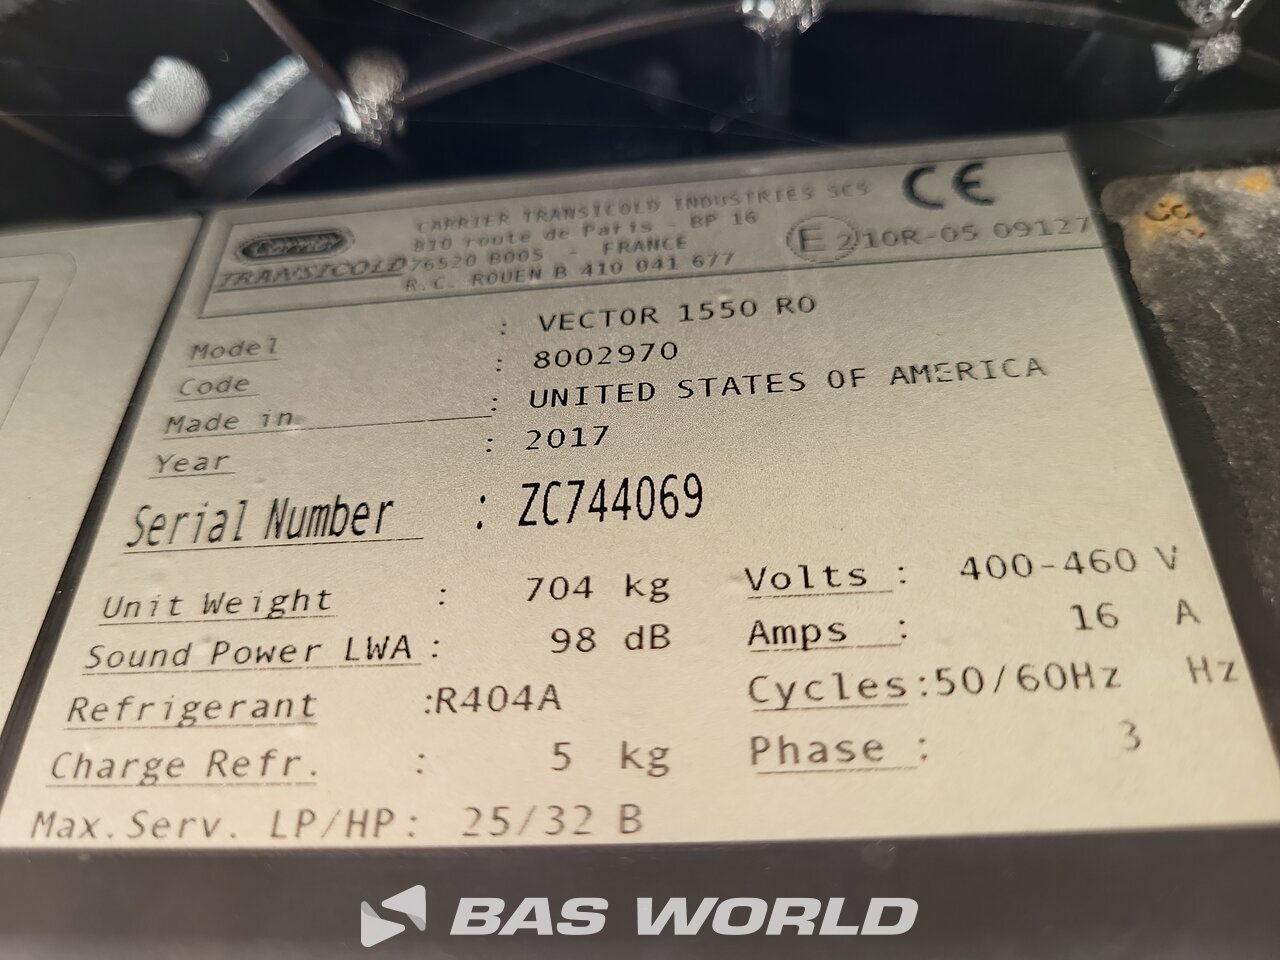 Carrier
TRANSICOLD
CARRIER TRANSICOLD INDUSTRIES SCS
810 route de Paris - BP 16
76520 BOOS - FRANCE
R.C. ROUEN B 410 041 677
CE
E 2 10R-05 09127
Model : VECTOR 1550 RO
Code : 8002970
Made in : UNITED STATES OF AMERICA
Year : 2017
Serial Number : ZC744069
Unit Weight : 704 kg Volts : 400-460 V
Sound Power LWA : 98 dB Amps : 16 A
Refrigerant :R404A Cycles :50/60Hz Hz
Charge Refr. : 5 kg Phase : 3
Max.Serv. LP/HP: 25/32 B
BAS WORLD